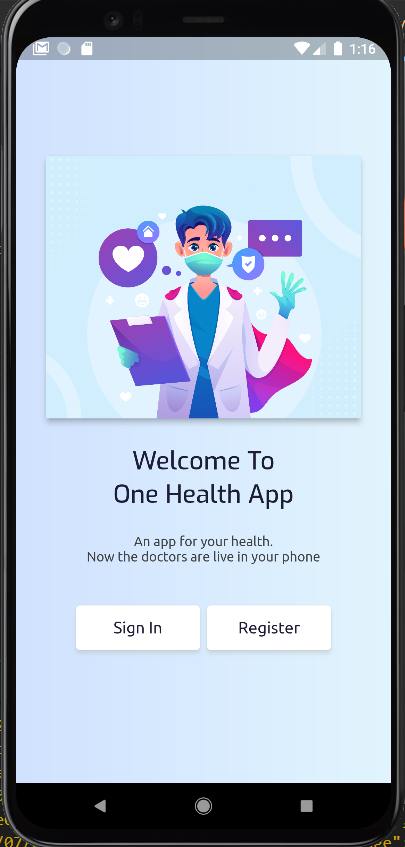 1:16
Welcome To
One Health App
An app for your health.
Now the doctors are live in your phone
Sign In
Register